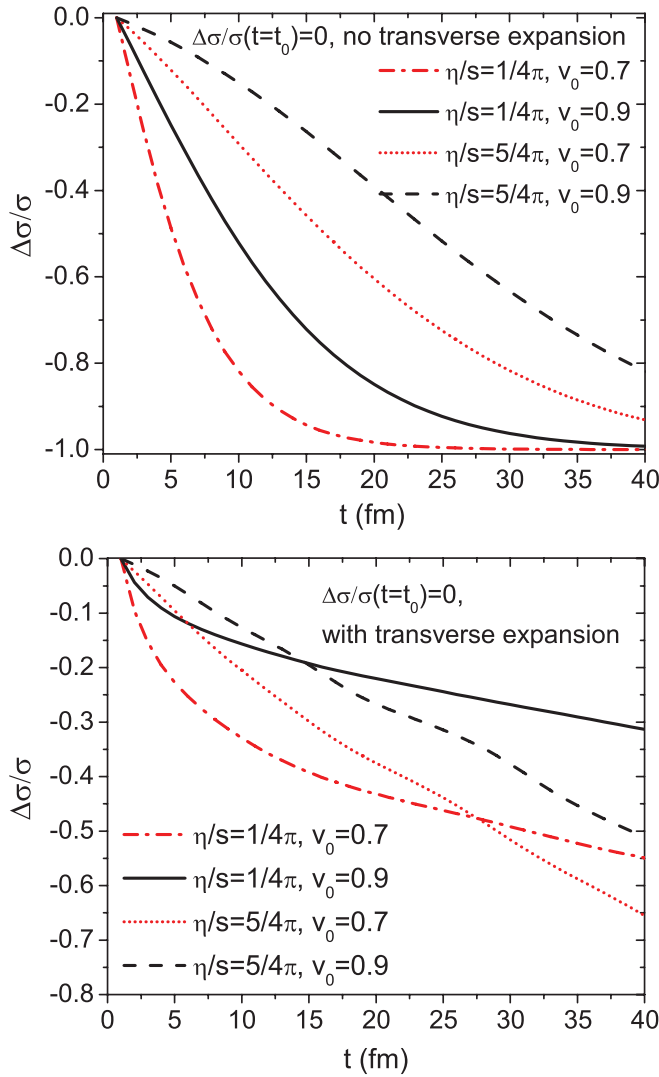 Δσ/σ(t=t₀)=0, no transverse expansion
η/s=1/4π, v₀=0.7
η/s=1/4π, v₀=0.9
η/s=5/4π, v₀=0.7
η/s=5/4π, v₀=0.9
0.0
-0.2
-0.4
-0.6
-0.8
-1.0
Δσ/σ
0 5 10 15 20 25 30 35 40
t (fm)
Δσ/σ(t=t₀)=0,
with transverse expansion
0.0
-0.1
-0.2
-0.3
-0.4
-0.5
-0.6
-0.7
-0.8
Δσ/σ
η/s=1/4π, v₀=0.7
η/s=1/4π, v₀=0.9
η/s=5/4π, v₀=0.7
η/s=5/4π, v₀=0.9
0 5 10 15 20 25 30 35 40
t (fm)